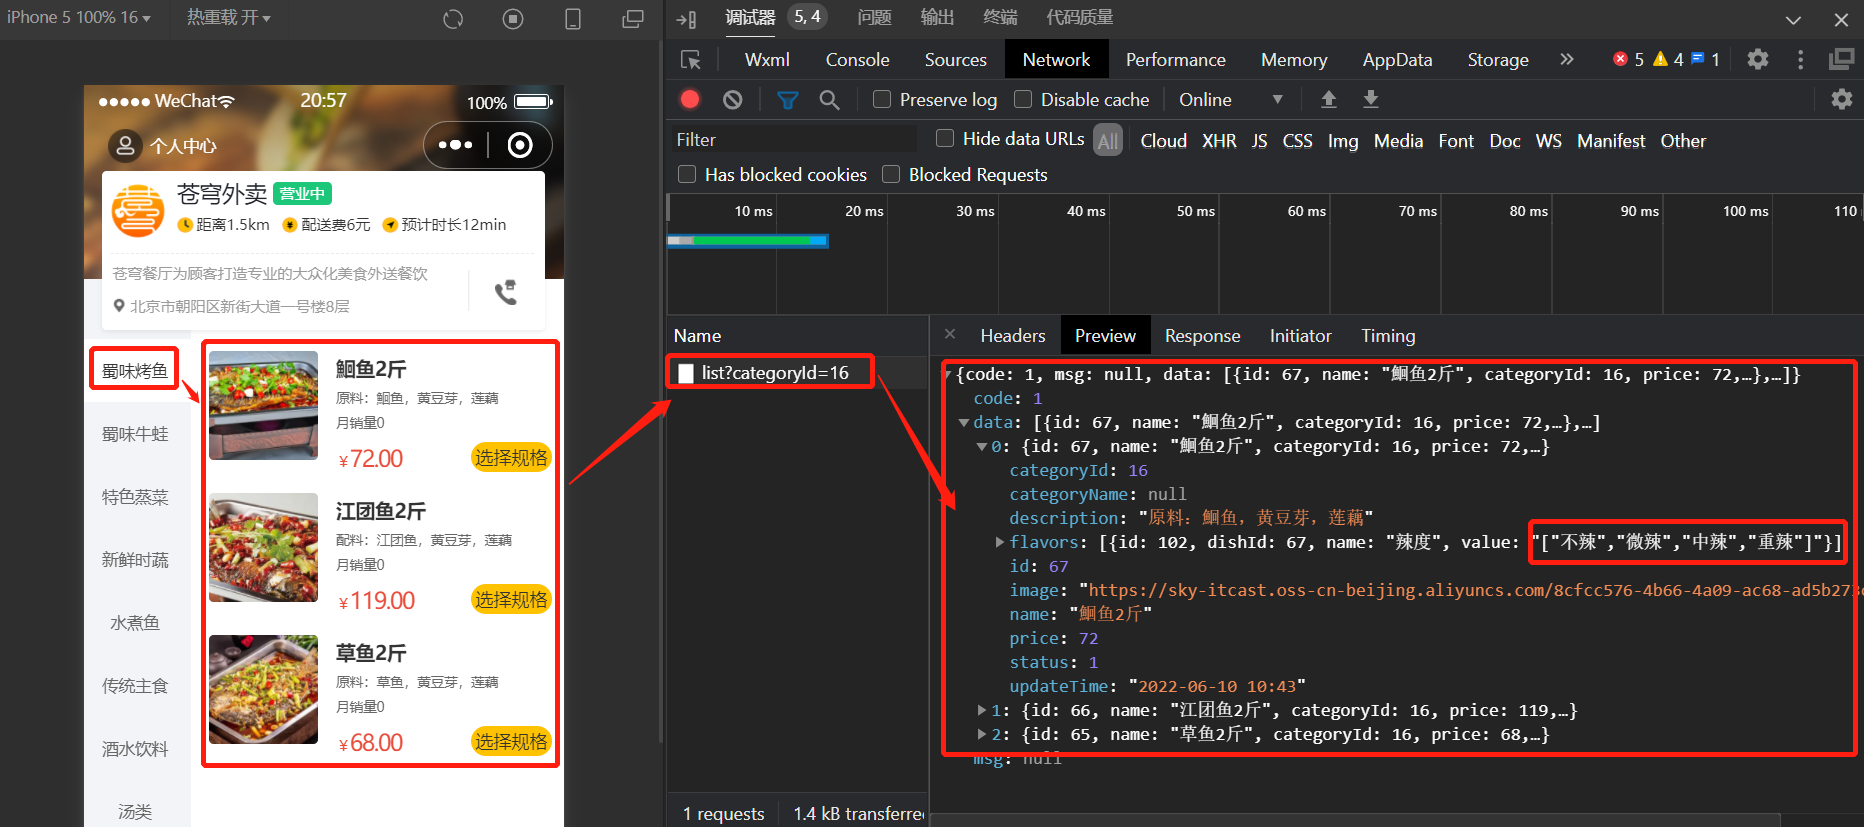 iPhone 5 100% 16
热重载 开
WeChat
20:57
100%
个人中心
苍穹外卖
营业中
距离1.5km
配送费6元
预计时长12min
苍穹餐厅为顾客打造专业的大众化美食外送餐饮
北京市朝阳区新街大道一号楼8层
蜀味烤鱼
蜀味牛蛙
特色蒸菜
新鲜时蔬
水煮鱼
传统主食
酒水饮料
汤类
鮰鱼2斤
原料：鮰鱼，黄豆芽，莲藕
月销量0
￥72.00
选择规格
江团鱼2斤
配料：江团鱼，黄豆芽，莲藕
月销量0
￥119.00
选择规格
草鱼2斤
原料：草鱼，黄豆芽，莲藕
月销量0
￥68.00
选择规格
调试器 5, 4 问题 输出 终端 代码质量
Wxml Console Sources Network Performance Memory AppData Storage 5 4 1
Preserve log Disable cache Online
Filter Hide data URLs All Cloud XHR JS CSS Img Media Font Doc WS Manifest Other
Has blocked cookies Blocked Requests
10 ms 20 ms 30 ms 40 ms 50 ms 60 ms 70 ms 80 ms 90 ms 100 ms 110
Name
list?categoryId=16
1 requests 1.4 kB transferre
Headers Preview Response Initiator Timing
{code: 1, msg: null, data: [{id: 67, name: "鮰鱼2斤", categoryId: 16, price: 72,…},…]}
code: 1
data: [{id: 67, name: "鮰鱼2斤", categoryId: 16, price: 72,…},…]
0: {id: 67, name: "鮰鱼2斤", categoryId: 16, price: 72,…}
categoryId: 16
categoryName: null
description: "原料：鮰鱼，黄豆芽，莲藕"
flavors: [{id: 102, dishId: 67, name: "辣度", value: "["不辣","微辣","中辣","重辣"]"}]
id: 67
image: "https://sky-itcast.oss-cn-beijing.aliyuncs.com/8cfcc576-4b66-4a09-ac68-ad5b273c
name: "鮰鱼2斤"
price: 72
status: 1
updateTime: "2022-06-10 10:43"
1: {id: 66, name: "江团鱼2斤", categoryId: 16, price: 119,…}
2: {id: 65, name: "草鱼2斤", categoryId: 16, price: 68,…}
msg: null